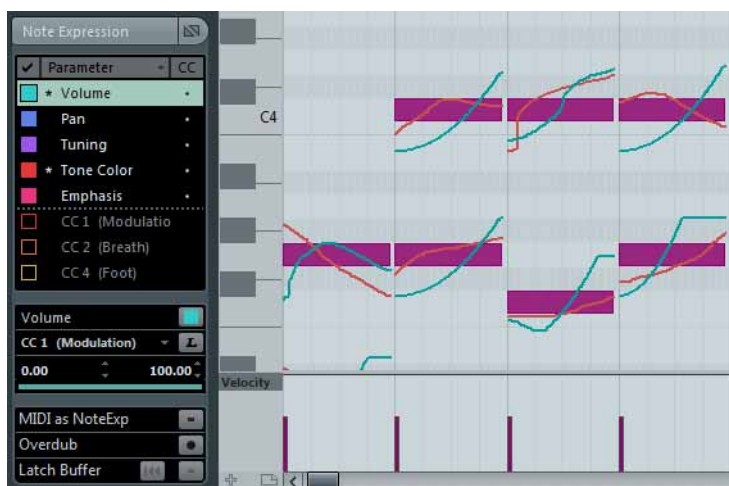 Note Expression
Parameter CC
* Volume
Pan
Tuning
* Tone Color
Emphasis
CC 1 (Modulatio
CC 2 (Breath)
CC 4 (Foot)
Volume
CC 1 (Modulation) L
0.00 100.00
MIDI as NoteExp
Overdub
Latch Buffer
C4
Velocity